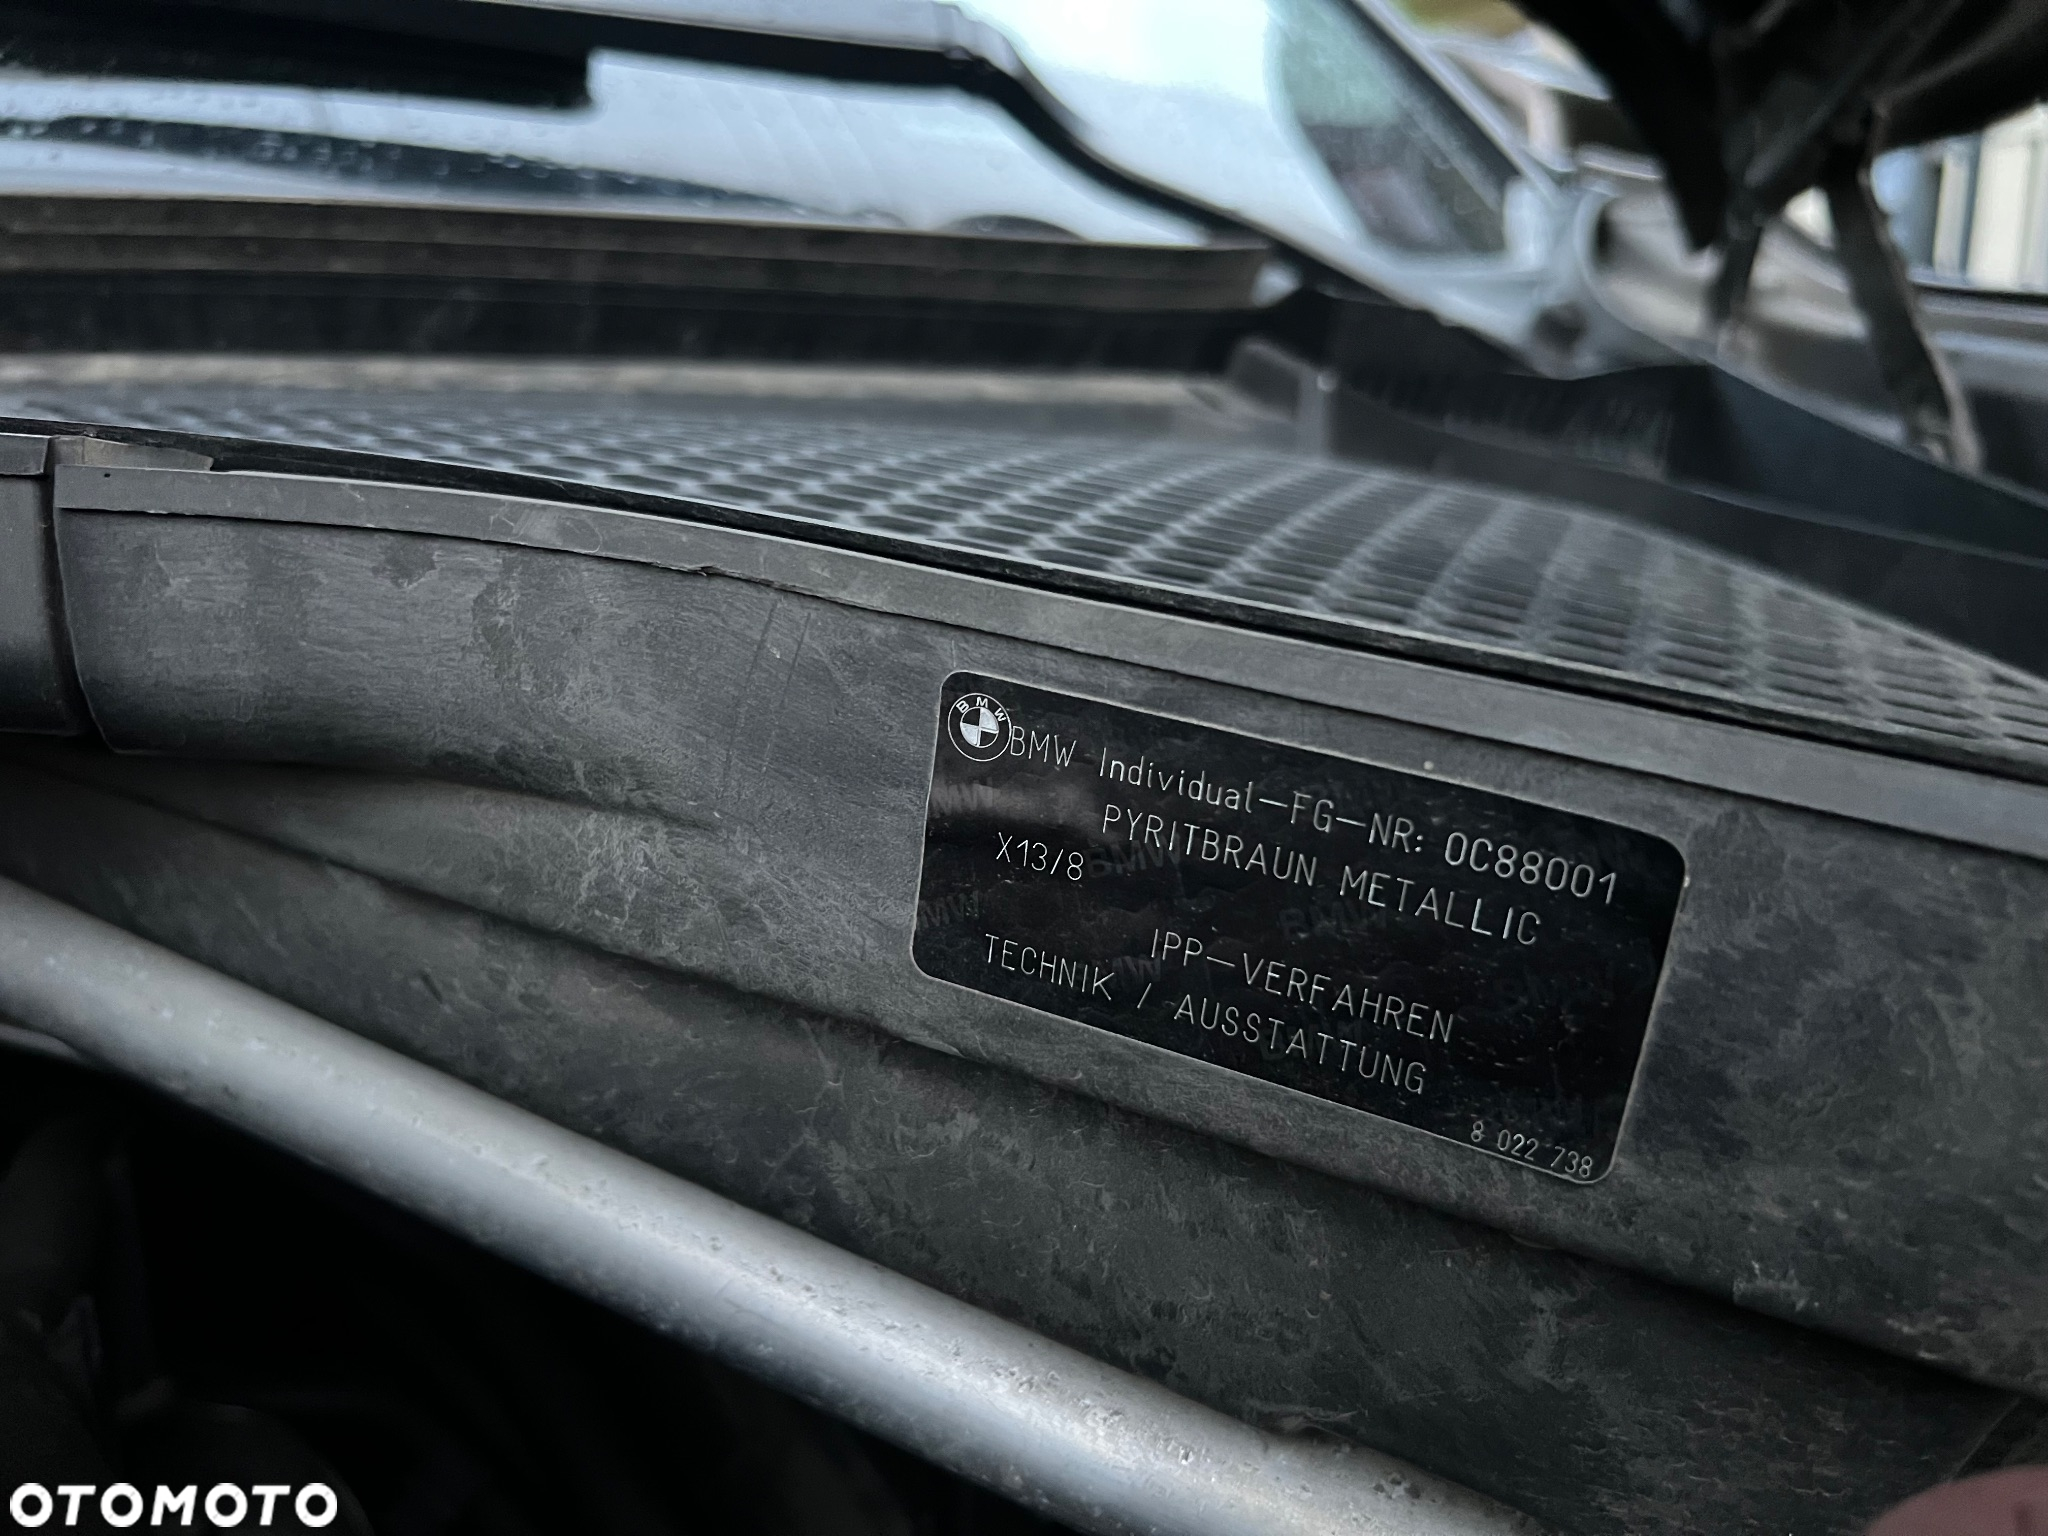 BMW
BMW Individual-FG-NR: 0C88001
PYRITBRAUN METALLIC
X13/8
IPP-VERFAHREN
TECHNIK / AUSSTATTUNG
8 022 738
OTOMOTO